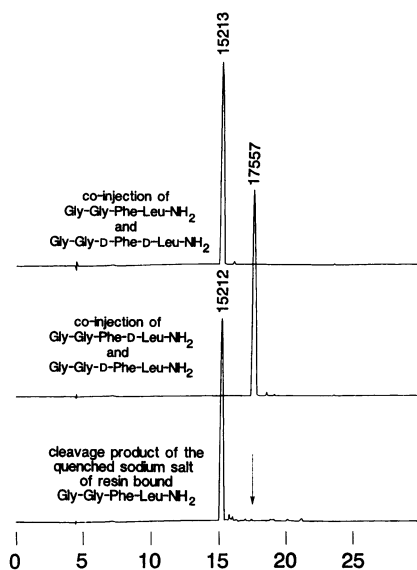 15213
co-injection of
Gly-Gly-Phe-Leu-NH2
and
Gly-Gly-D-Phe-D-Leu-NH2
17557
co-injection of
Gly-Gly-Phe-D-Leu-NH2
and
Gly-Gly-D-Phe-Leu-NH2
15212
cleavage product of the
quenched sodium salt
of resin bound
Gly-Gly-Phe-Leu-NH2
0 5 10 15 20 25